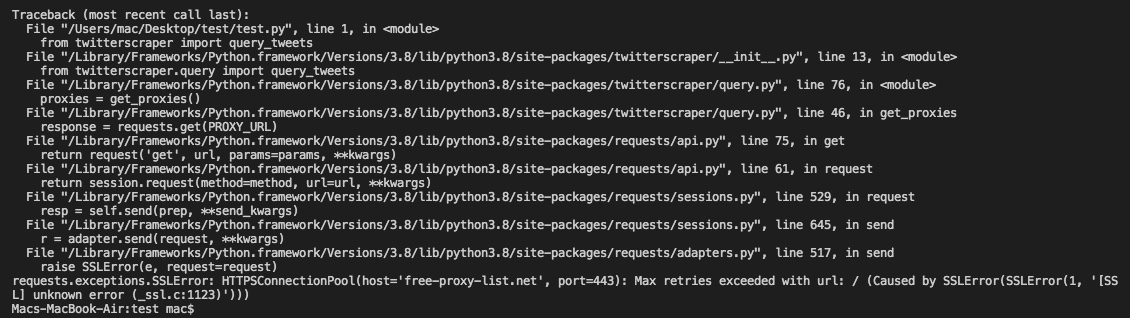 Traceback (most recent call last):
  File "/Users/mac/Desktop/test/test.py", line 1, in <module>
    from twitterscraper import query_tweets
  File "/Library/Frameworks/Python.framework/Versions/3.8/lib/python3.8/site-packages/twitterscraper/__init__.py", line 13, in <module>
    from twitterscraper.query import query_tweets
  File "/Library/Frameworks/Python.framework/Versions/3.8/lib/python3.8/site-packages/twitterscraper/query.py", line 76, in <module>
    proxies = get_proxies()
  File "/Library/Frameworks/Python.framework/Versions/3.8/lib/python3.8/site-packages/twitterscraper/query.py", line 46, in get_proxies
    response = requests.get(PROXY_URL)
  File "/Library/Frameworks/Python.framework/Versions/3.8/lib/python3.8/site-packages/requests/api.py", line 75, in get
    return request('get', url, params=params, **kwargs)
  File "/Library/Frameworks/Python.framework/Versions/3.8/lib/python3.8/site-packages/requests/api.py", line 61, in request
    return session.request(method=method, url=url, **kwargs)
  File "/Library/Frameworks/Python.framework/Versions/3.8/lib/python3.8/site-packages/requests/sessions.py", line 529, in request
    resp = self.send(prep, **send_kwargs)
  File "/Library/Frameworks/Python.framework/Versions/3.8/lib/python3.8/site-packages/requests/sessions.py", line 645, in send
    r = adapter.send(request, **kwargs)
  File "/Library/Frameworks/Python.framework/Versions/3.8/lib/python3.8/site-packages/requests/adapters.py", line 517, in send
    raise SSLError(e, request=request)
requests.exceptions.SSLError: HTTPSConnectionPool(host='free-proxy-list.net', port=443): Max retries exceeded with url: / (Caused by SSLError(SSLError(1, '[SS
L] unknown error (_ssl.c:1123)')))
Macs-MacBook-Air:test mac$